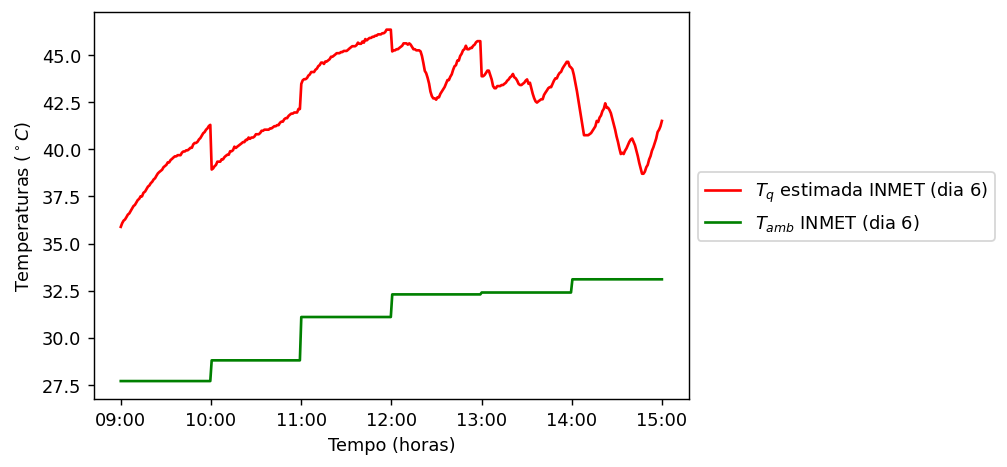 Temperaturas (°C)
45.0
42.5
40.0
37.5
35.0
32.5
30.0
27.5
09:00 10:00 11:00 12:00 13:00 14:00 15:00
Tempo (horas)
T_q estimada INMET (dia 6)
T_amb INMET (dia 6)